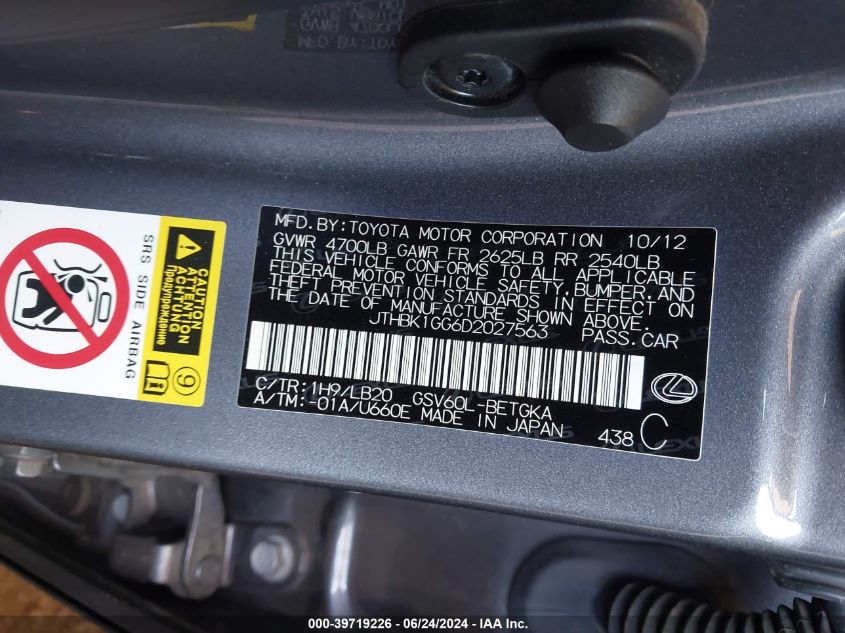 MFD.BY:TOYOTA MOTOR CORPORATION 10/12
GVWR 4700LB GAWR FR 2625LB RR 2540LB
THIS VEHICLE CONFORMS TO ALL APPLICABLE
FEDERAL MOTOR VEHICLE SAFETY,BUMPER,AND
THEFT PREVENTION STANDARDS IN EFFECT ON
THE DATE OF MANUFACTURE SHOWN ABOVE.
JTHBK1GG6D2027563 PASS.CAR
C/TR:1H9/LB20 GSV60L-BETGKA
A/TM:-01A/U660E MADE IN JAPAN
438 C
SRS SIDE AIRBAG
CAUTION
ATTENTION
ACHTUNG
Предупреждение
9
000-39719226 - 06/24/2024 - IAA